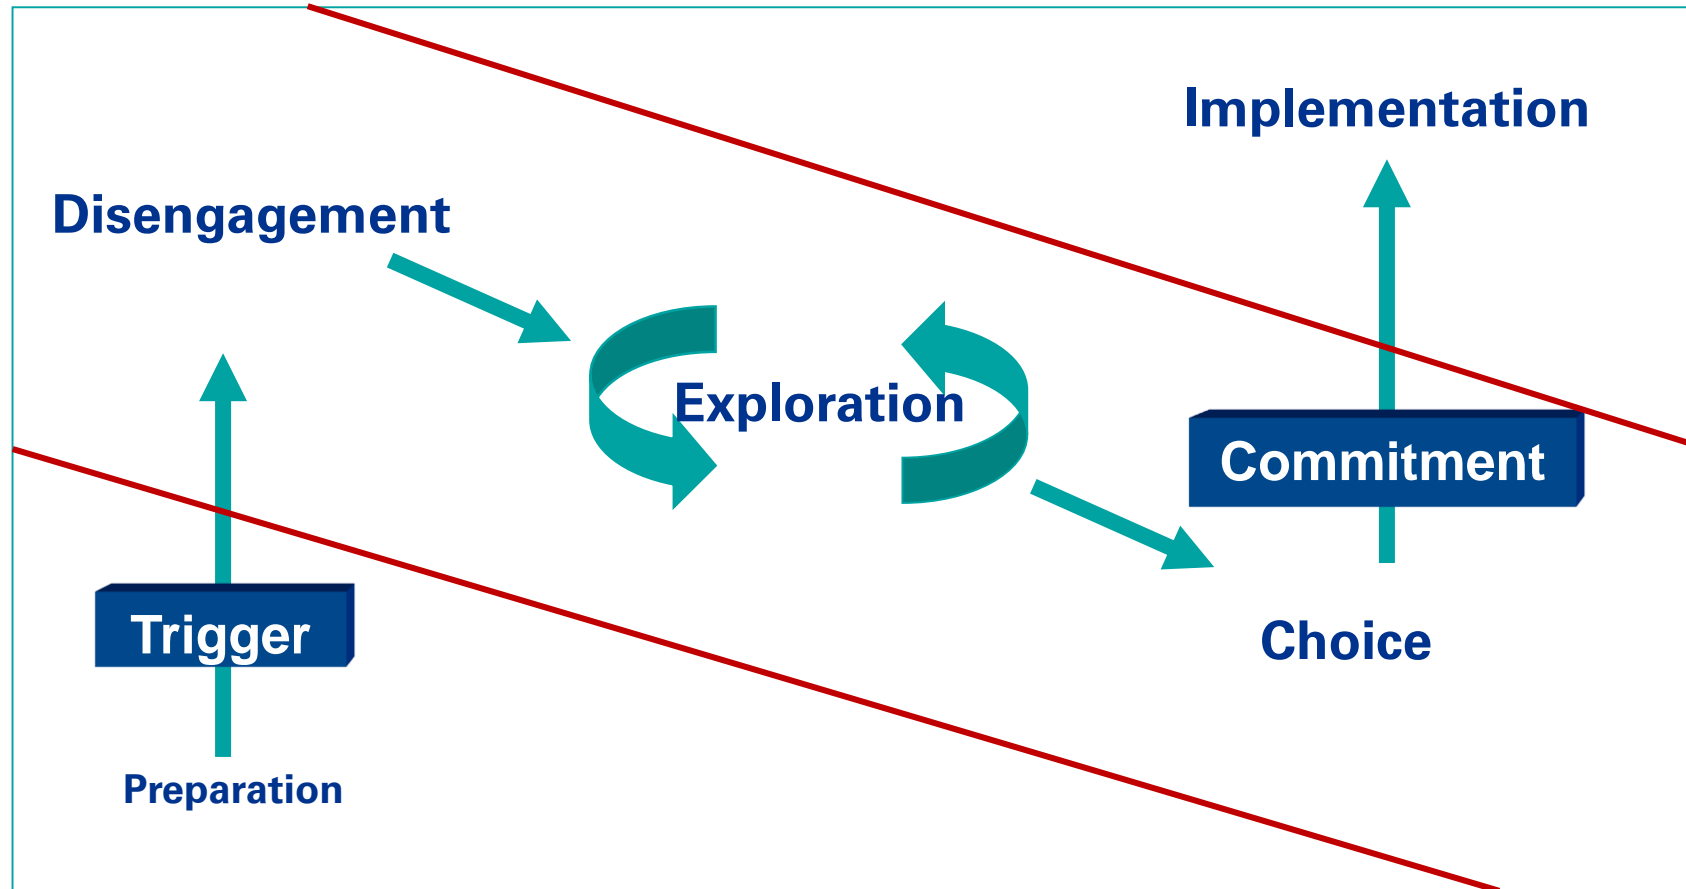 Implementation
Disengagement
Exploration
Commitment
Trigger
Choice
Preparation